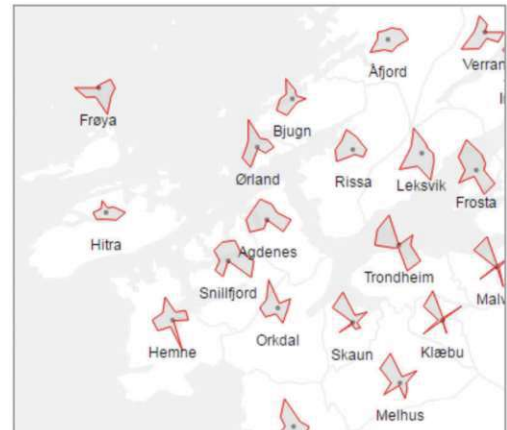 Åfjord
Verran
Frøya
Bjugn
Ørland
Rissa
Leksvik
Frosta
Hitra
Agdenes
Trondheim
Snillfjord
Malv
Orkdal
Hemne
Skaun
Klæbu
Melhus